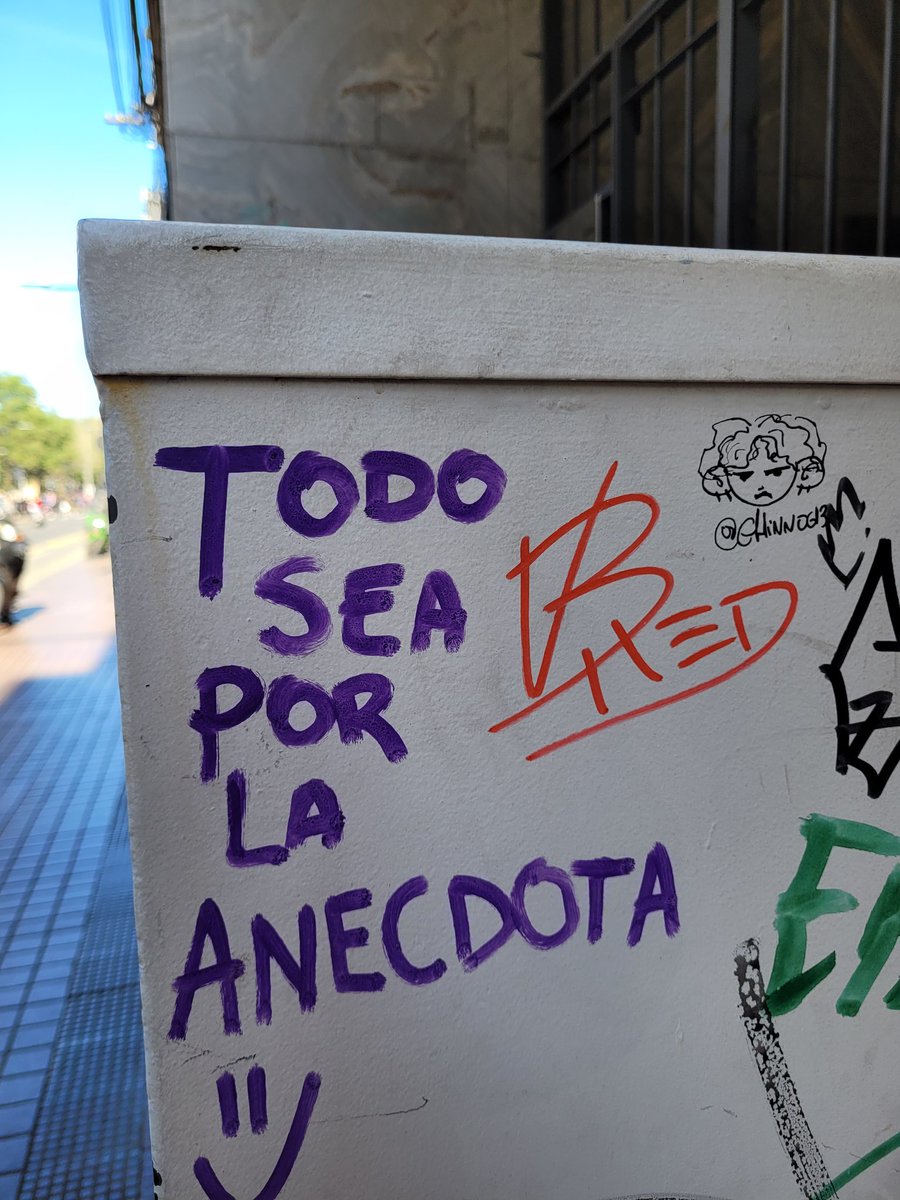 TODO
SEA
POR
LA
ANECDOTA
RED